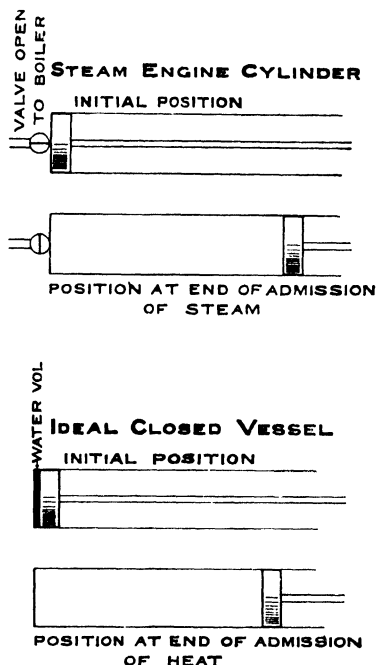 VALVE OPEN
TO BOILER
STEAM ENGINE CYLINDER
INITIAL POSITION
POSITION AT END OF ADMISSION
OF STEAM
WATER VOL
IDEAL CLOSED VESSEL
INITIAL POSITION
POSITION AT END OF ADMISSION
OF HEAT